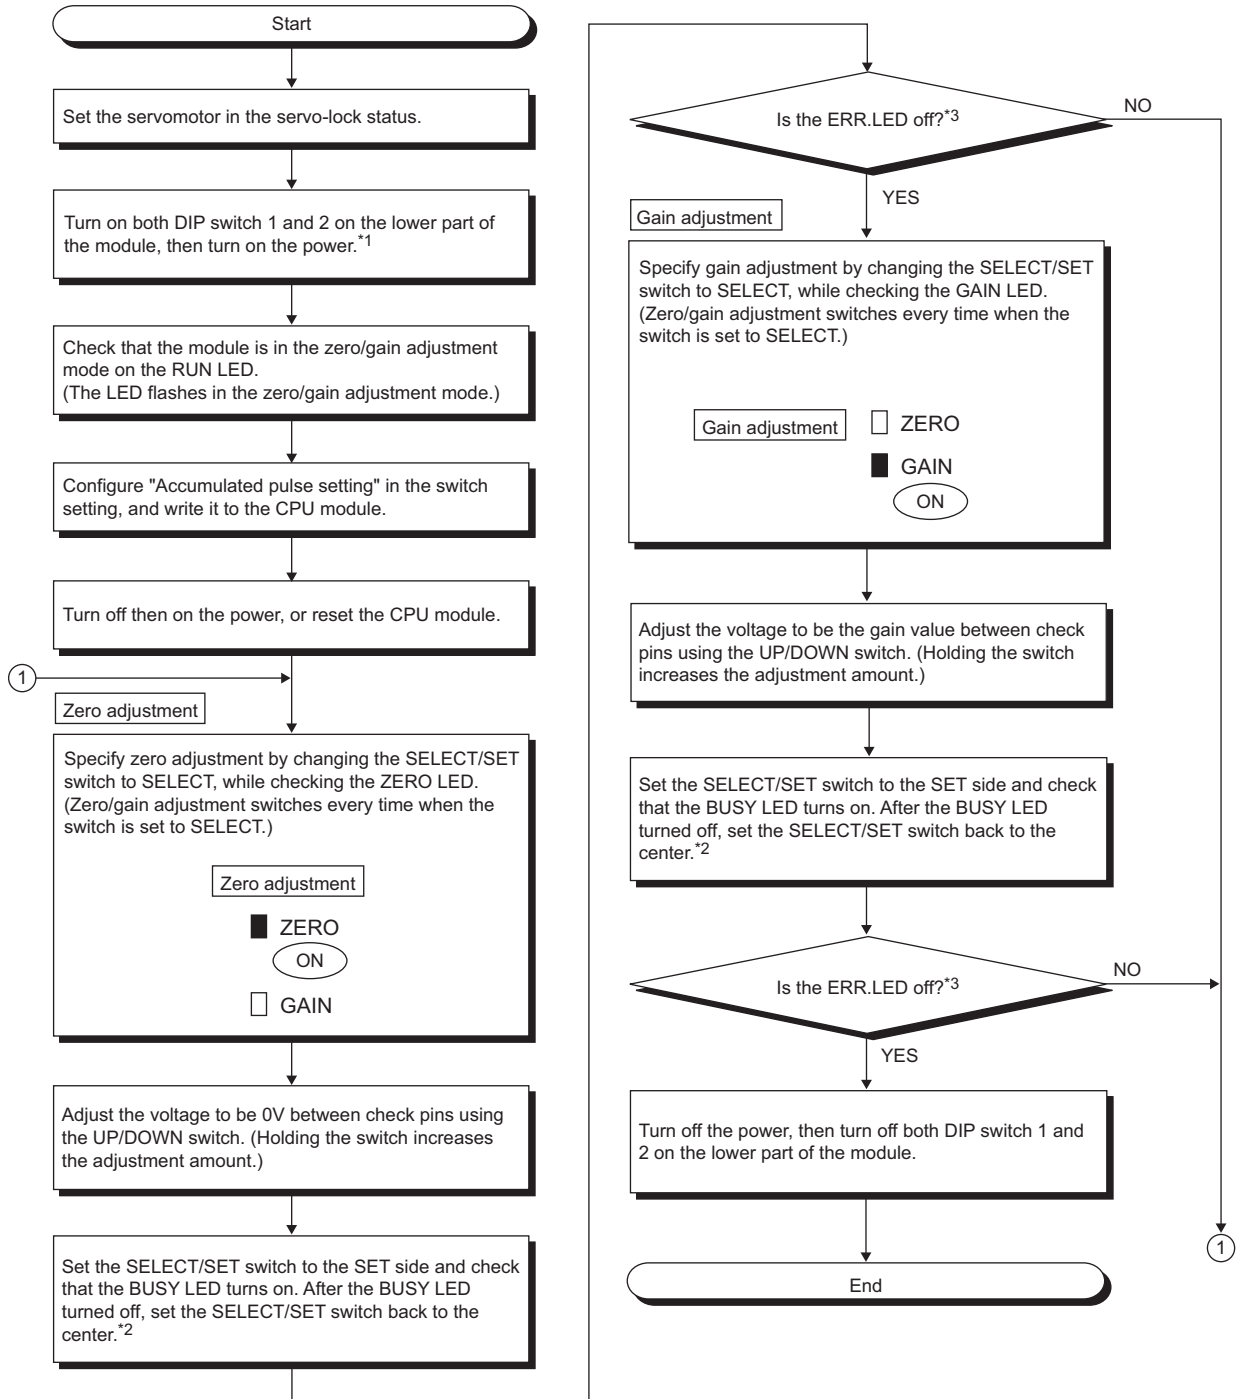 Start
Set the servomotor in the servo-lock status.
Turn on both DIP switch 1 and 2 on the lower part of
the module, then turn on the power.*1
Check that the module is in the zero/gain adjustment
mode on the RUN LED.
(The LED flashes in the zero/gain adjustment mode.)
Configure "Accumulated pulse setting" in the switch
setting, and write it to the CPU module.
Turn off then on the power, or reset the CPU module.
1
Zero adjustment
Specify zero adjustment by changing the SELECT/SET
switch to SELECT, while checking the ZERO LED.
(Zero/gain adjustment switches every time when the
switch is set to SELECT.)
Zero adjustment
ZERO
ON
GAIN
Adjust the voltage to be 0V between check pins using
the UP/DOWN switch. (Holding the switch increases
the adjustment amount.)
Set the SELECT/SET switch to the SET side and check
that the BUSY LED turns on. After the BUSY LED
turned off, set the SELECT/SET switch back to the
center.*2
Is the ERR.LED off?*3
NO
YES
Gain adjustment
Specify gain adjustment by changing the SELECT/SET
switch to SELECT, while checking the GAIN LED.
(Zero/gain adjustment switches every time when the
switch is set to SELECT.)
Gain adjustment
ZERO
GAIN
ON
Adjust the voltage to be the gain value between check
pins using the UP/DOWN switch. (Holding the switch
increases the adjustment amount.)
Set the SELECT/SET switch to the SET side and check
that the BUSY LED turns on. After the BUSY LED
turned off, set the SELECT/SET switch back to the
center.*2
Is the ERR.LED off?*3
NO
YES
Turn off the power, then turn off both DIP switch 1 and
2 on the lower part of the module.
1
End